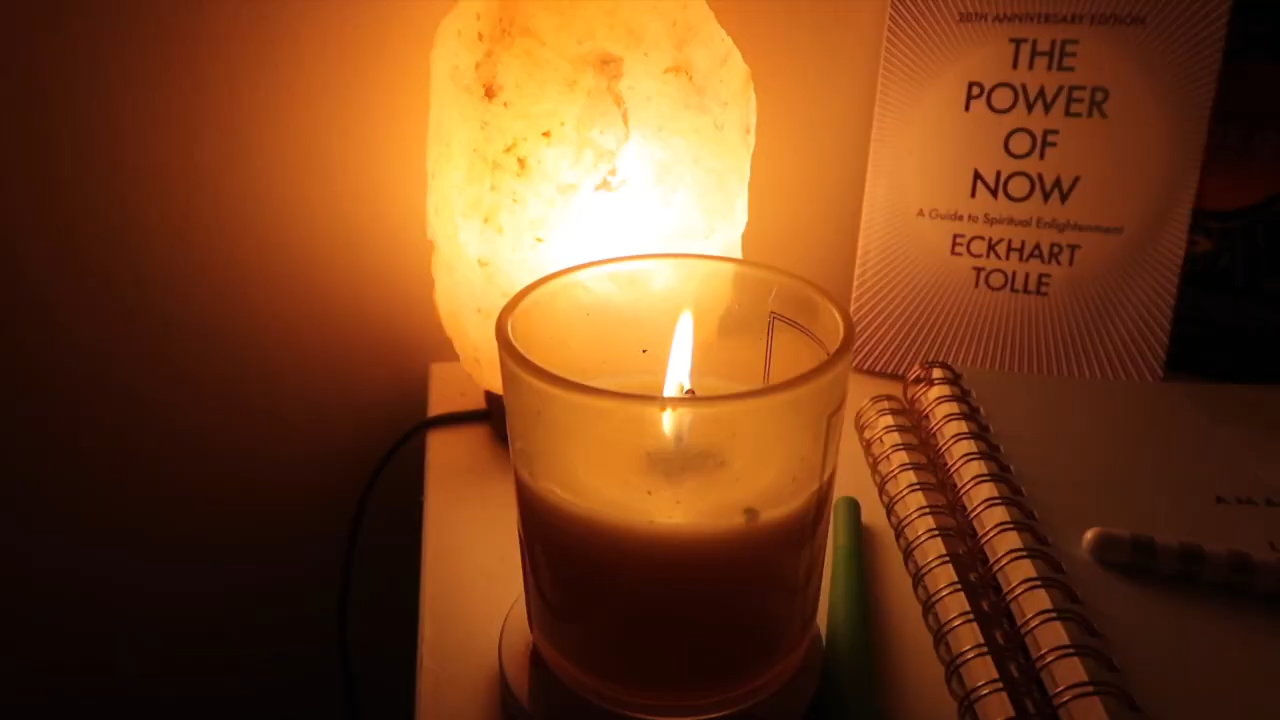 20TH ANNIVERSARY EDITION
THE
POWER
OF
NOW
A Guide to Spiritual Enlightenment
ECKHART
TOLLE